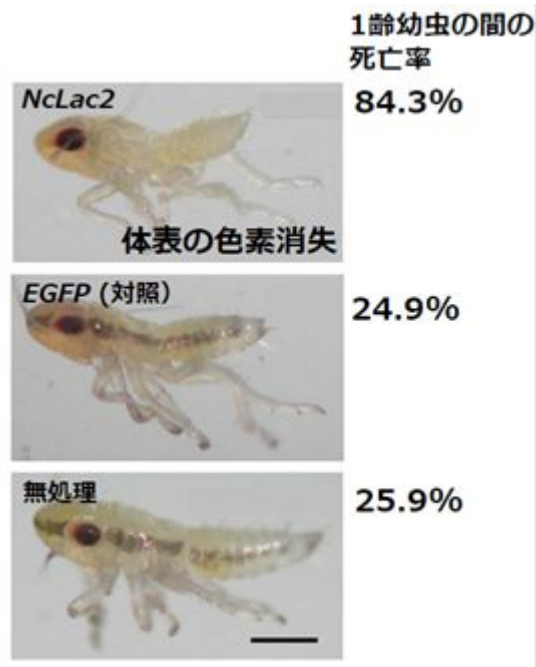 1齢幼虫の間の
死亡率
NcLac2
84.3%
体表の色素消失
EGFP (対照)
24.9%
無処理
25.9%